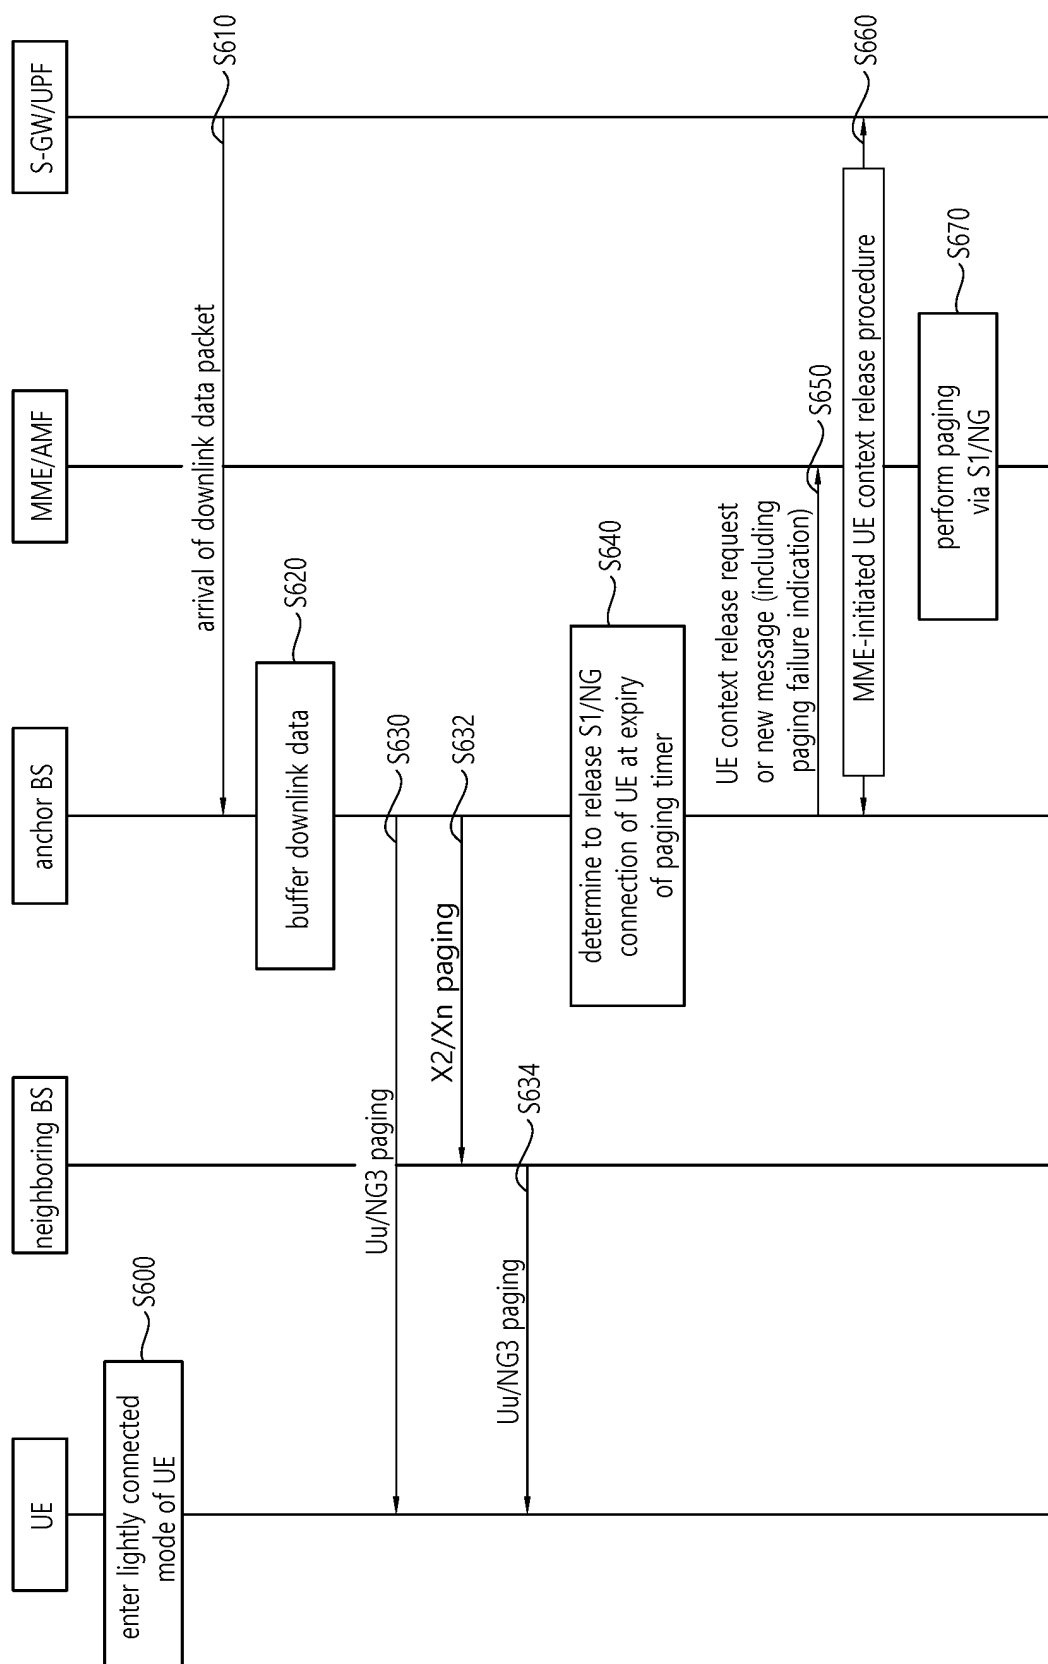 UE
neighboring BS
anchor BS
MME/AMF
S-GW/UPF
enter lightly connected
mode of UE
S600
arrival of downlink data packet
S610
buffer downlink data
S620
Uu/NG3 paging
S630
X2/Xn paging
S632
Uu/NG3 paging
S634
determine to release S1/NG
connection of UE at expiry
of paging timer
S640
UE context release request
or new message (including
paging failure indication)
S650
MME-initiated UE context release procedure
S660
perform paging
via S1/NG
S670